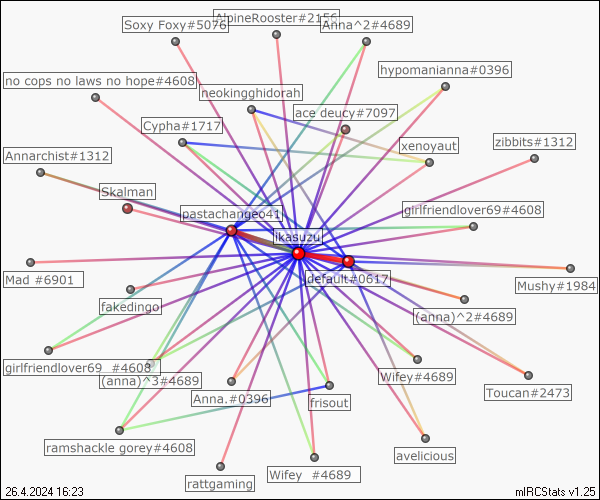 AlpineRooster#2156
Soxy Foxy#5076
Anna^2#4689
hypomanianna#0396
no cops no laws no hope#4608
neokingghidorah
ace deucy#7097
Cypha#1717
zibbits#1312
xenoyaut
Annarchist#1312
Skalman
pastachangeo41
girlfriendlover69#4608
ikasuzu
default#0617
Mad #6901
Mushy#1984
fakedingo
(anna)^2#4689
girlfriendlover69 #4608
(anna)^3#4689
Wifey#4689
Toucan#2473
Anna.#0396
frisout
ramshackle gorey#4608
avelicious
Wifey #4689
rattgaming
26.4.2024 16:23
mIRCStats v1.25